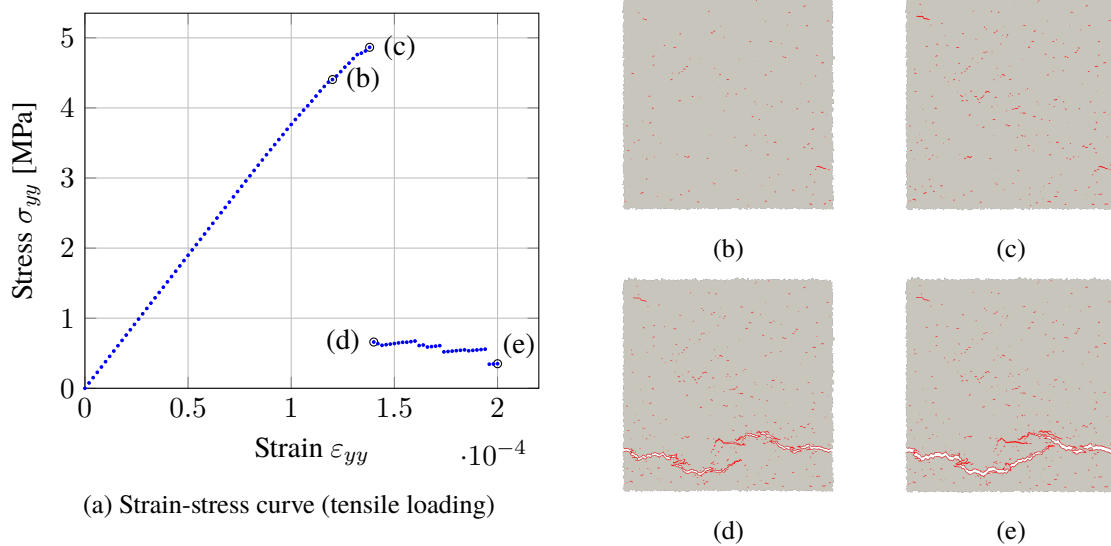 5
4
3
2
1
0
Stress σ_yy [MPa]
(c)
(b)
(d)
(e)
0
0.5
1
1.5
2
Strain ε_yy
·10⁻⁴
(a) Strain-stress curve (tensile loading)
(b)
(c)
(d)
(e)